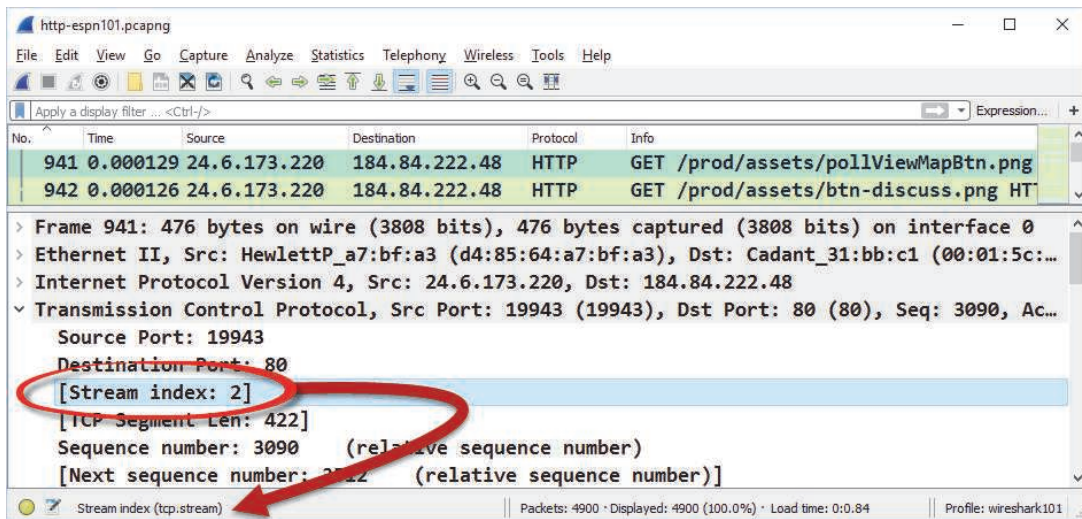 http-espn101.pcapng
File Edit View Go Capture Analyze Statistics Telephony Wireless Tools Help
Apply a display filter ... <Ctrl-/> Expression... +
No. Time Source Destination Protocol Info
941 0.000129 24.6.173.220 184.84.222.48 HTTP GET /prod/assets/pollViewMapBtn.png
942 0.000126 24.6.173.220 184.84.222.48 HTTP GET /prod/assets/btn-discuss.png HT
> Frame 941: 476 bytes on wire (3808 bits), 476 bytes captured (3808 bits) on interface 0
> Ethernet II, Src: HewlettP_a7:bf:a3 (d4:85:64:a7:bf:a3), Dst: Cadant_31:bb:c1 (00:01:5c:…
> Internet Protocol Version 4, Src: 24.6.173.220, Dst: 184.84.222.48
Transmission Control Protocol, Src Port: 19943 (19943), Dst Port: 80 (80), Seq: 3090, Ac…
Source Port: 19943
Destination Port: 80
[Stream index: 2]
[TCP Segment Len: 422]
Sequence number: 3090 (relative sequence number)
[Next sequence number: (relative sequence number)]
Stream index (tcp.stream) Packets: 4900 · Displayed: 4900 (100.0%) · Load time: 0:0.84 Profile: wireshark101